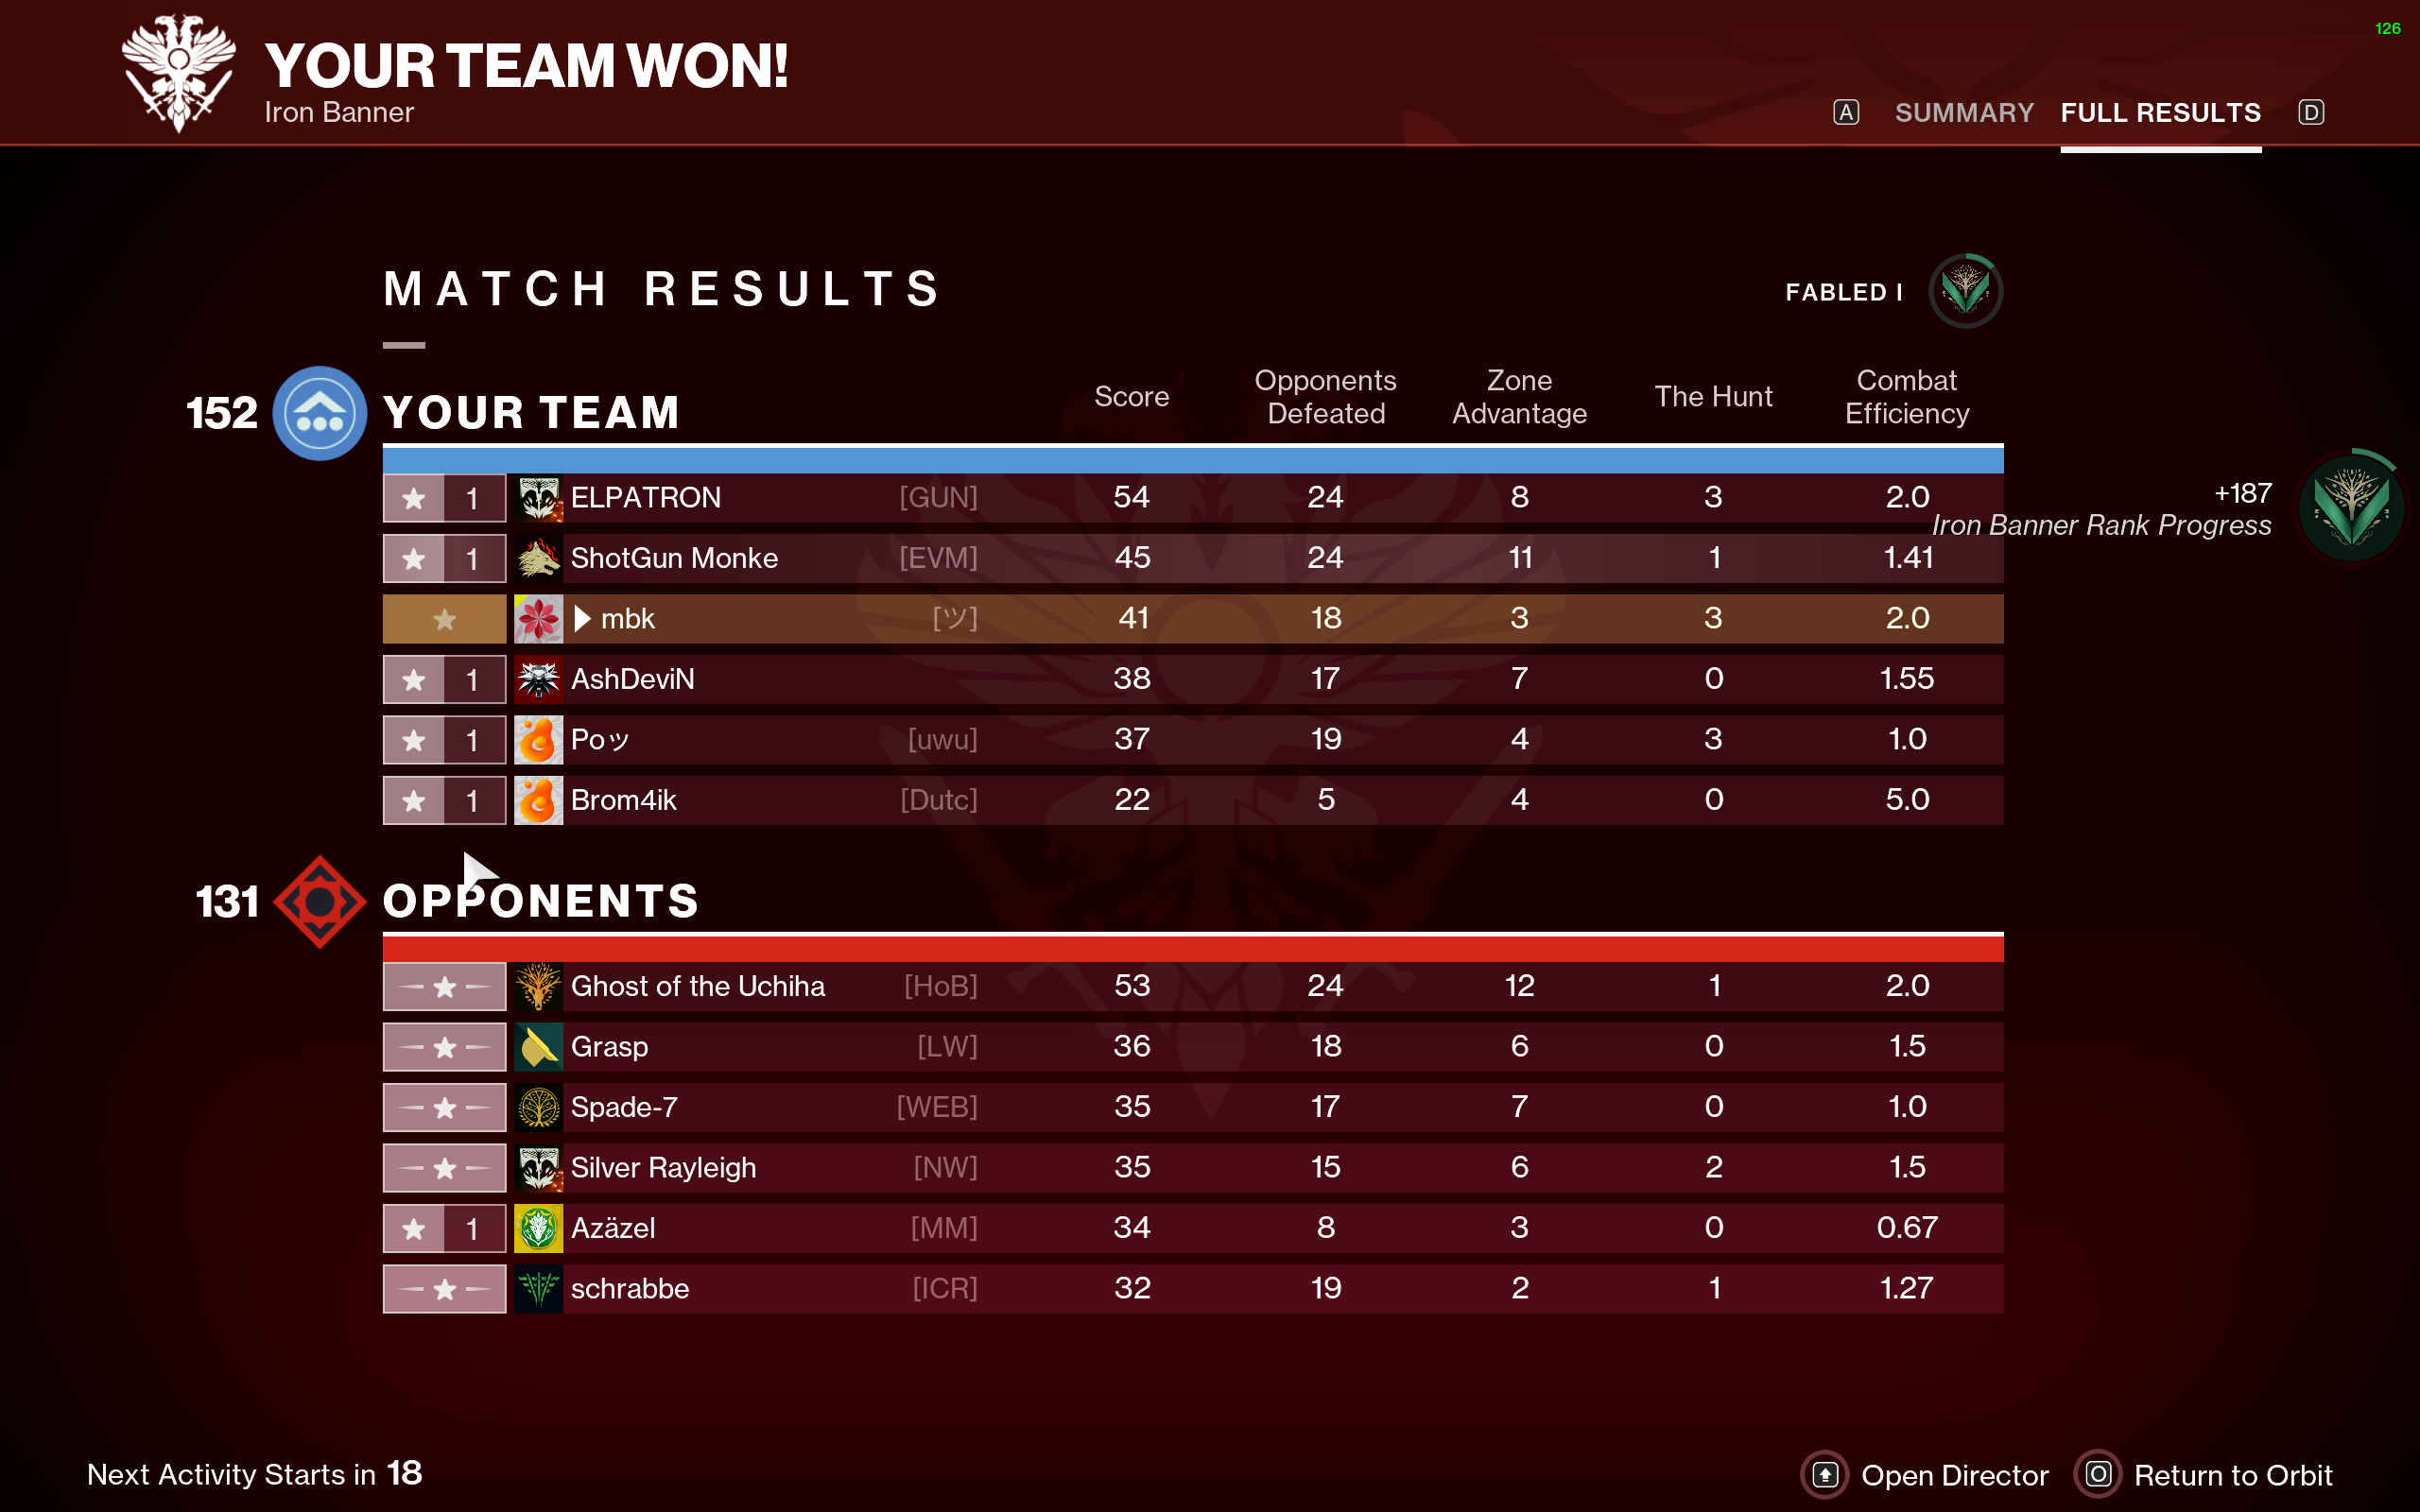 126
YOUR TEAM WON!
Iron Banner
A SUMMARY FULL RESULTS D
MATCH RESULTS
FABLED I
152 YOUR TEAM Score Opponents Defeated Zone Advantage The Hunt Combat Efficiency
1 ELPATRON [GUN] 54 24 8 3 2.0
+187
Iron Banner Rank Progress
1 ShotGun Monke [EVM] 45 24 11 1 1.41
mbk [ツ] 41 18 3 3 2.0
1 AshDeviN 38 17 7 0 1.55
1 Poッ [uwu] 37 19 4 3 1.0
1 Brom4ik [Dutc] 22 5 4 0 5.0
131 OPPONENTS
Ghost of the Uchiha [HoB] 53 24 12 1 2.0
Grasp [LW] 36 18 6 0 1.5
Spade-7 [WEB] 35 17 7 0 1.0
Silver Rayleigh [NW] 35 15 6 2 1.5
1 Azäzel [MM] 34 8 3 0 0.67
schrabbe [ICR] 32 19 2 1 1.27
Next Activity Starts in 18
Open Director O Return to Orbit